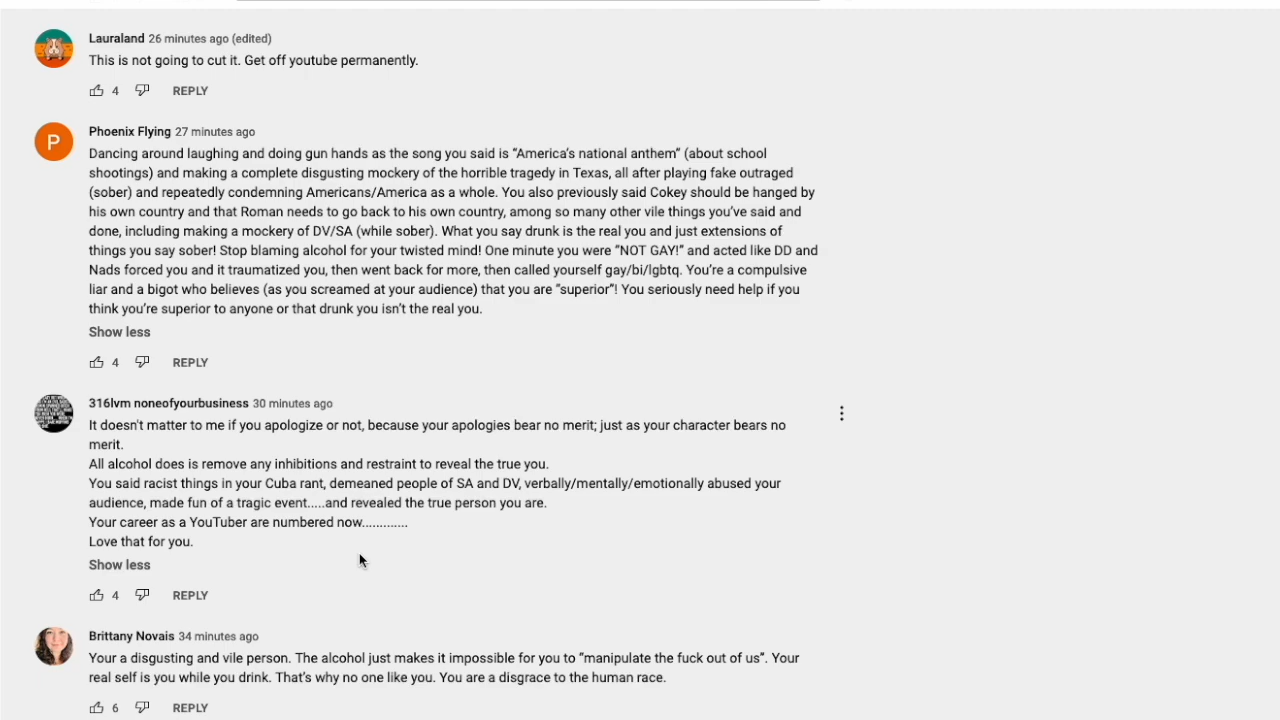 Lauraland 26 minutes ago (edited)
This is not going to cut it. Get off youtube permanently.
4 REPLY
P
Phoenix Flying 27 minutes ago
Dancing around laughing and doing gun hands as the song you said is “America’s national anthem” (about school
shootings) and making a complete disgusting mockery of the horrible tragedy in Texas, all after playing fake outraged
(sober) and repeatedly condemning Americans/America as a whole. You also previously said Cokey should be hanged by
his own country and that Roman needs to go back to his own country, among so many other vile things you’ve said and
done, including making a mockery of DV/SA (while sober). What you say drunk is the real you and just extensions of
things you say sober! Stop blaming alcohol for your twisted mind! One minute you were “NOT GAY!” and acted like DD and
Nads forced you and it traumatized you, then went back for more, then called yourself gay/bi/lgbtq. You’re a compulsive
liar and a bigot who believes (as you screamed at your audience) that you are “superior”! You seriously need help if you
think you’re superior to anyone or that drunk you isn’t the real you.
Show less
4 REPLY
316lvm noneofyourbusiness 30 minutes ago
It doesn't matter to me if you apologize or not, because your apologies bear no merit; just as your character bears no
merit.
All alcohol does is remove any inhibitions and restraint to reveal the true you.
You said racist things in your Cuba rant, demeaned people of SA and DV, verbally/mentally/emotionally abused your
audience, made fun of a tragic event.....and revealed the true person you are.
Your career as a YouTuber are numbered now.............
Love that for you.
Show less
4 REPLY
Brittany Novais 34 minutes ago
Your a disgusting and vile person. The alcohol just makes it impossible for you to “manipulate the fuck out of us”. Your
real self is you while you drink. That’s why no one like you. You are a disgrace to the human race.
6 REPLY